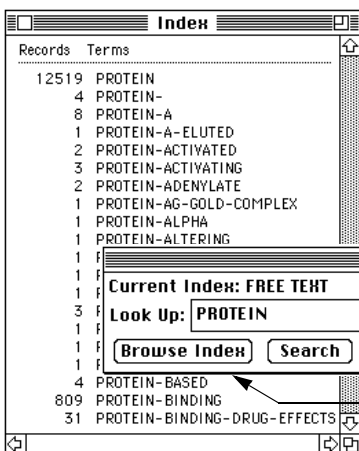 Index
Records Terms
12519 PROTEIN
4 PROTEIN-
8 PROTEIN-A
1 PROTEIN-A-ELUTED
2 PROTEIN-ACTIVATED
3 PROTEIN-ACTIVATING
2 PROTEIN-ADENYLATE
1 PROTEIN-AG-GOLD-COMPLEX
1 PROTEIN-ALPHA
1 PROTEIN-ALTERING
1
1
1
3
1
1
1
Current Index: FREE TEXT
Look Up: PROTEIN
Browse Index Search
4 PROTEIN-BASED
809 PROTEIN-BINDING
31 PROTEIN-BINDING-DRUG-EFFECTS